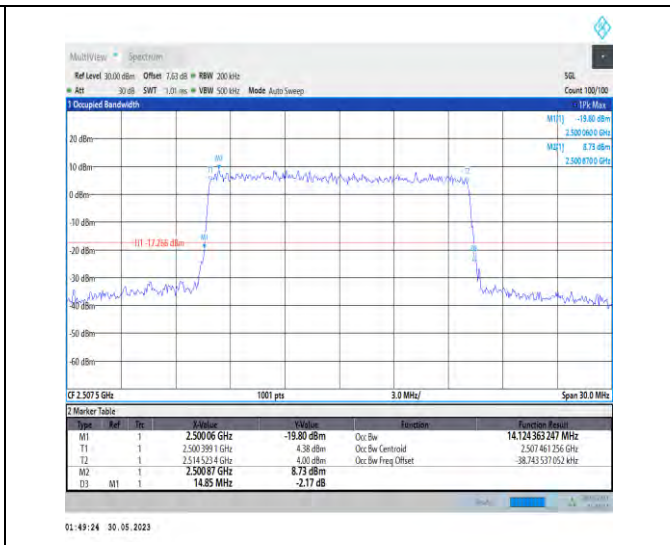 MultiView Spectrum
Ref Level 30.00 dBm Offset 7.63 dB RBW 200 kHz SGL
Att 30 dB SWT 1.01 ms VBW 500 kHz Mode Auto Sweep Count 100/100
1 Occupied Bandwidth 1Pk Max
M1[1] -19.80 dBm
2.500 060 0 GHz
M2[1] 8.73 dBm
2.500 870 0 GHz
20 dBm
M2
T1 T2
10 dBm
0 dBm
-10 dBm
M1
H1 -17.266 dBm
-20 dBm
-30 dBm
-40 dBm
-50 dBm
-60 dBm
CF 2.507 5 GHz 1001 pts 3.0 MHz/ Span 30.0 MHz
2 Marker Table
Type Ref Trc X-Value Y-Value Function Function Result
M1 1 2.500 06 GHz -19.80 dBm Occ Bw 14.124 363 247 MHz
T1 1 2.500 399 1 GHz 4.38 dBm Occ Bw Centroid 2.507 461 256 GHz
T2 1 2.514 523 4 GHz 4.00 dBm Occ Bw Freq Offset -38.743 537 052 kHz
M2 1 2.500 87 GHz 8.73 dBm
D3 M1 1 14.85 MHz -2.17 dB
01:49:24 30.05.2023